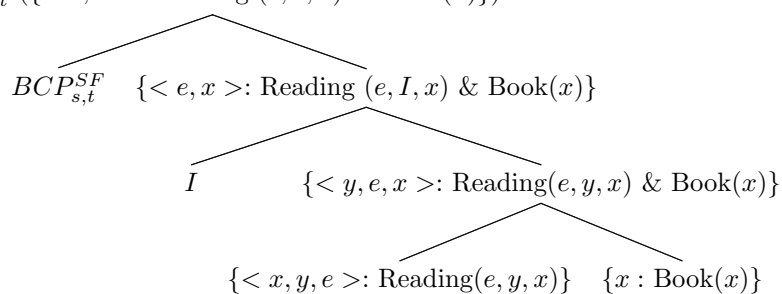 BCP^{SF}_{s,t} {< e, x >: Reading (e, I, x) & Book(x)}
I {< y, e, x >: Reading(e, y, x) & Book(x)}
{< x, y, e >: Reading(e, y, x)} {x : Book(x)}